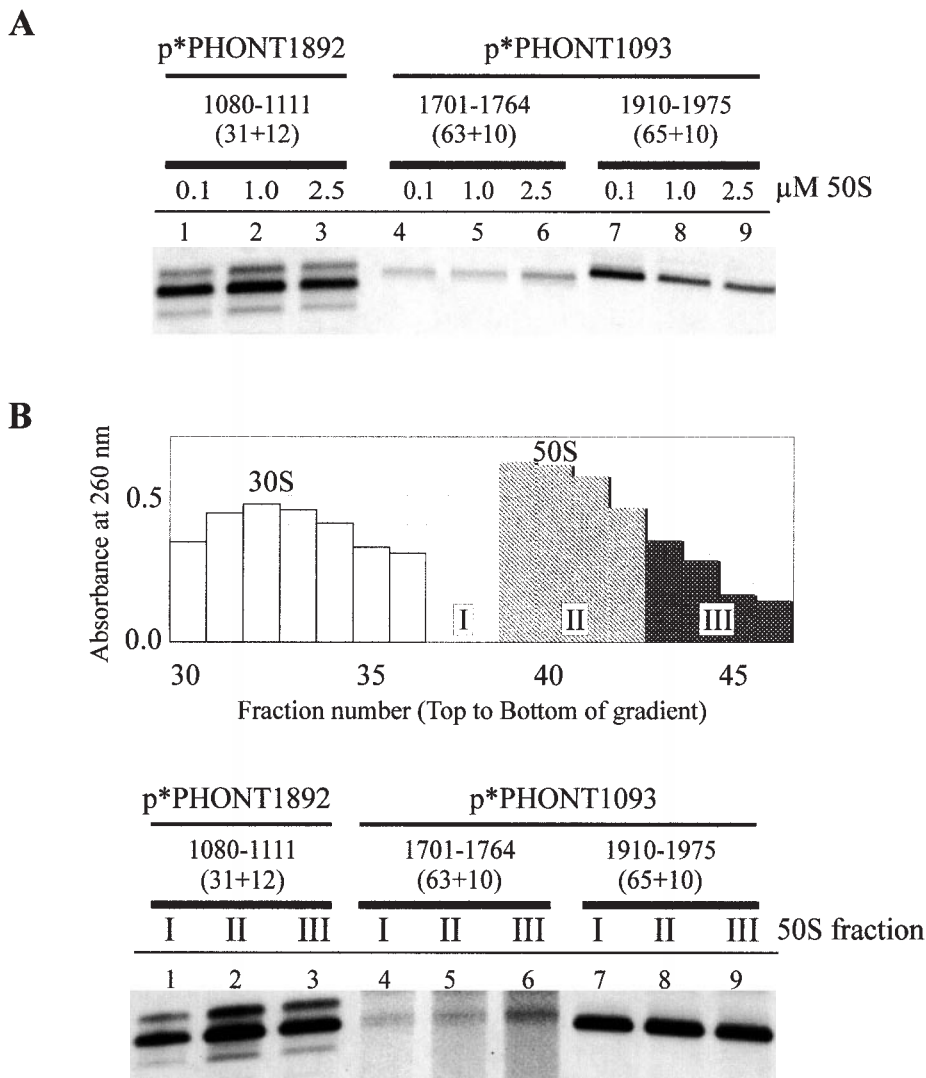 A
p*PHONT1892 p*PHONT1093
1080-1111 1701-1764 1910-1975
(31+12) (63+10) (65+10)
0.1 1.0 2.5 0.1 1.0 2.5 0.1 1.0 2.5 μM 50S
1 2 3 4 5 6 7 8 9
B
Absorbance at 260 nm
50S
30S
0.5
I II III
0.0
30 35 40 45
Fraction number (Top to Bottom of gradient)
p*PHONT1892 p*PHONT1093
1080-1111 1701-1764 1910-1975
(31+12) (63+10) (65+10)
I II III I II III I II III 50S fraction
1 2 3 4 5 6 7 8 9